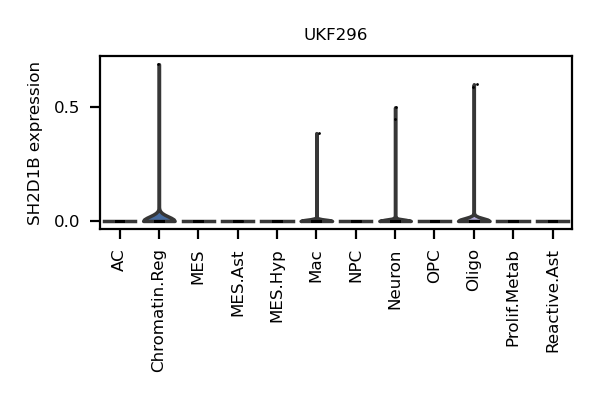 UKF296
SH2D1B expression
0.5
0.0
AC
Chromatin.Reg
MES
MES.Ast
MES.Hyp
Mac
NPC
Neuron
OPC
Oligo
Prolif.Metab
Reactive.Ast